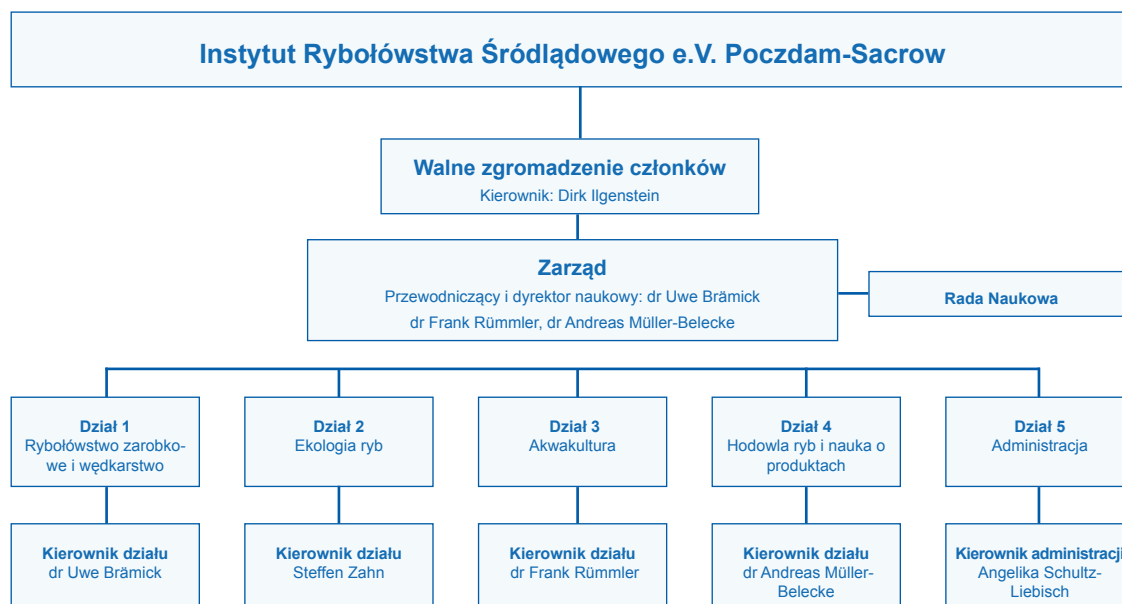 Instytut Rybołówstwa Śródlądowego e.V. Poczdam-Sacrow
Walne zgromadzenie członków
Kierownik: Dirk Ilgenstein
Zarząd
Przewodniczący i dyrektor naukowy: dr Uwe Brämick
dr Frank Rümmler, dr Andreas Müller-Belecke
Rada Naukowa
Dział 1
Rybołówstwo zarobko-
we i wędkarstwo
Dział 2
Ekologia ryb
Dział 3
Akwakultura
Dział 4
Hodowla ryb i nauka o
produktach
Dział 5
Administracja
Kierownik działu
dr Uwe Brämick
Kierownik działu
Steffen Zahn
Kierownik działu
dr Frank Rümmler
Kierownik działu
dr Andreas Müller-
Belecke
Kierownik administracji
Angelika Schultz-
Liebisch